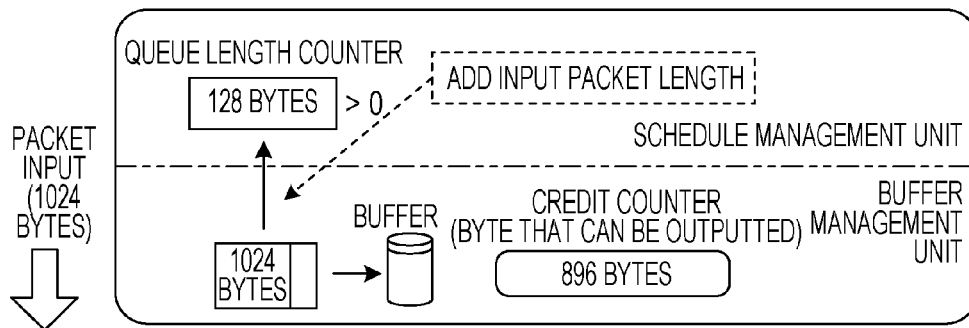 QUEUE LENGTH COUNTER
128 BYTES > 0
ADD INPUT PACKET LENGTH
SCHEDULE MANAGEMENT UNIT
PACKET
INPUT
(1024
BYTES)
BUFFER
CREDIT COUNTER
(BYTE THAT CAN BE OUTPUTTED)
BUFFER
MANAGEMENT
UNIT
1024
BYTES
896 BYTES